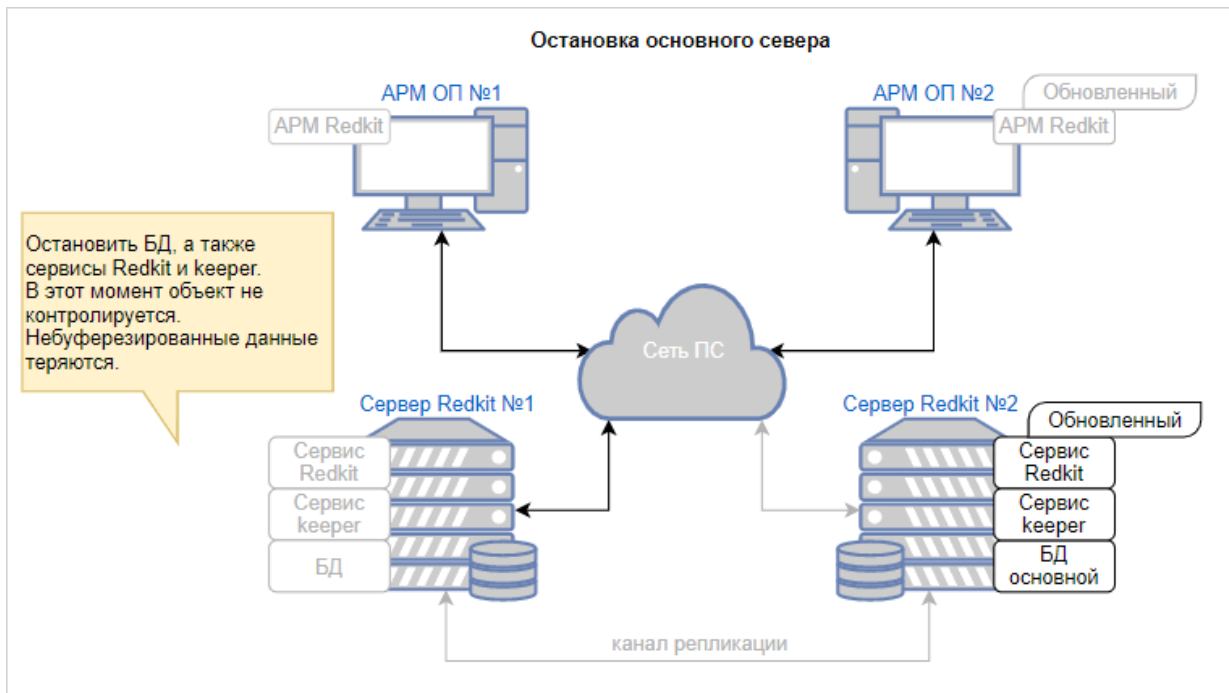 Остановка основного севера
АРМ ОП №1
АРМ Redkit
АРМ ОП №2
Обновленный
АРМ Redkit
Остановить БД, а также
сервисы Redkit и keeper.
В этот момент объект не
контролируется.
Небуферезированные данные
теряются.
Сеть ПС
Сервер Redkit №1
Сервис
Redkit
Сервис
keeper
БД
Сервер Redkit №2
Обновленный
Сервис
Redkit
Сервис
keeper
БД
основной
канал репликации